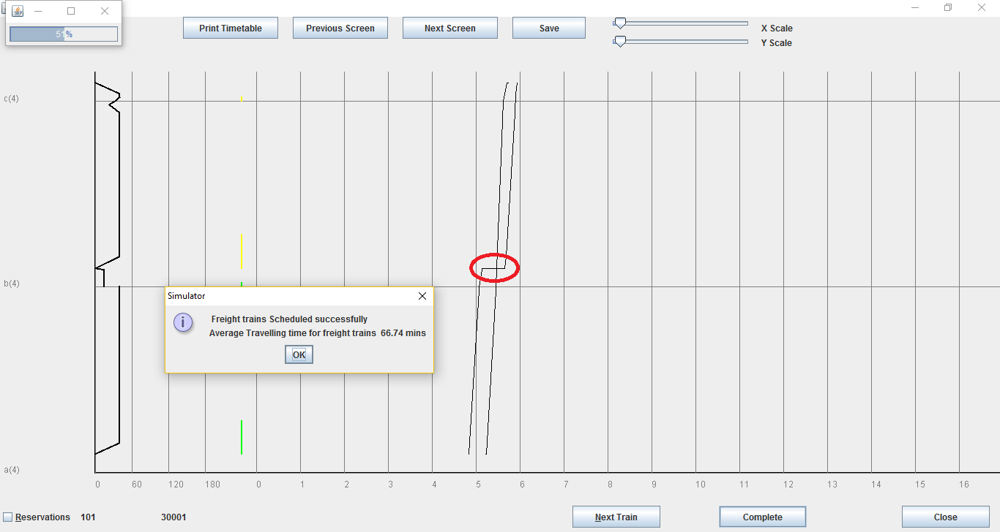 51%
Print Timetable
Previous Screen
Next Screen
Save
X Scale
Y Scale
c(4)
b(4)
Simulator
Freight trains Scheduled successfully
Average Travelling time for freight trains 66.74 mins
OK
a(4)
0 60 120 180 0 1 2 3 4 5 6 7 8 9 10 11 12 13 14 15 16
Reservations 101 30001
Next Train
Complete
Close